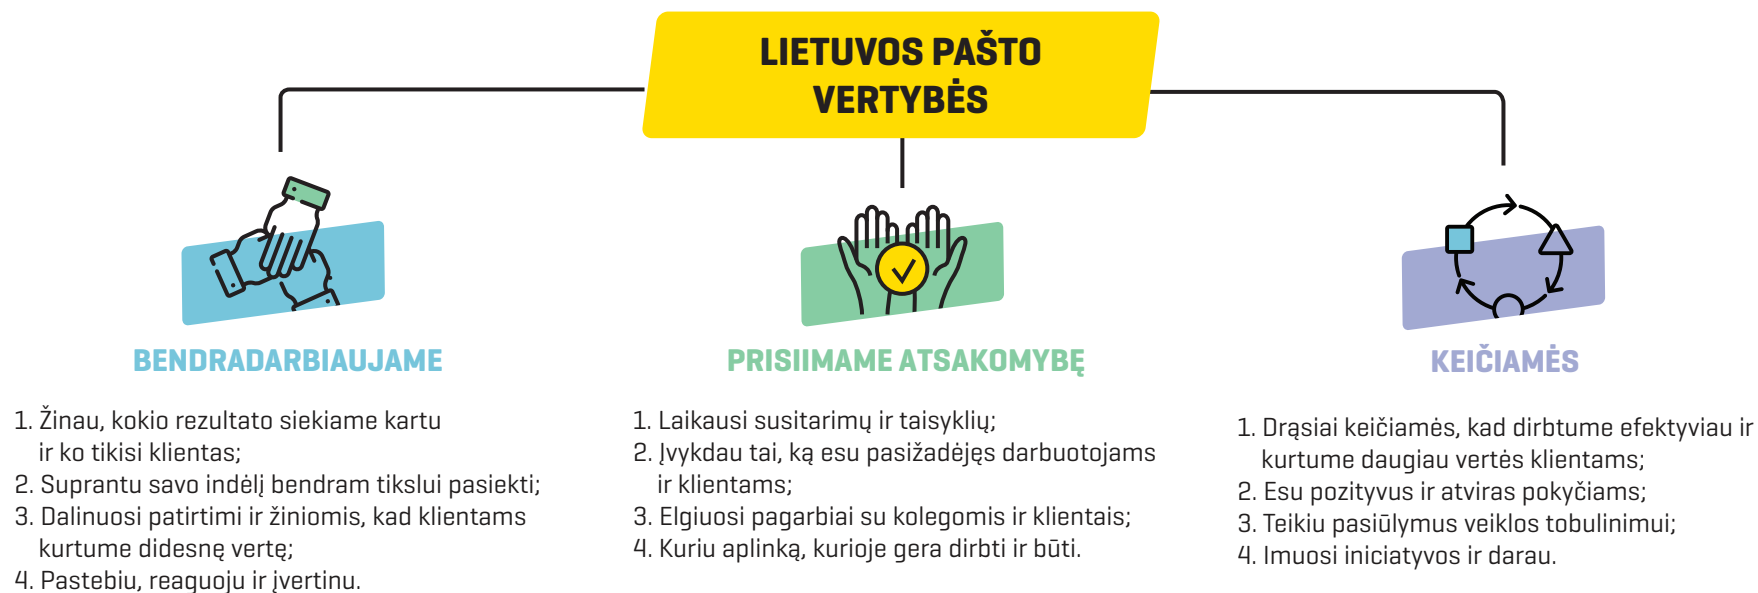 LIETUVOS PAŠTO
VERTYBĖS
BENDRADARBIAUJAME
1. Žinau, kokio rezultato siekiame kartu
ir ko tikisi klientas;
2. Suprantu savo indėlį bendram tikslui pasiekti;
3. Dalinuosi patirtimi ir žiniomis, kad klientams
kurtume didesnę vertę;
4. Pastebiu, reaguoju ir įvertinu.
PRISIIMAME ATSAKOMYBĘ
1. Laikausi susitarimų ir taisyklių;
2. Įvykdau tai, ką esu pasižadėjęs darbuotojams
ir klientams;
3. Elgiuosi pagarbiai su kolegomis ir klientais;
4. Kuriu aplinką, kurioje gera dirbti ir būti.
KEIČIAMĖS
1. Drąsiai keičiamės, kad dirbtume efektyviau ir
kurtume daugiau vertės klientams;
2. Esu pozityvus ir atviras pokyčiams;
3. Teikiu pasiūlymus veiklos tobulinimui;
4. Imuosi iniciatyvos ir darau.